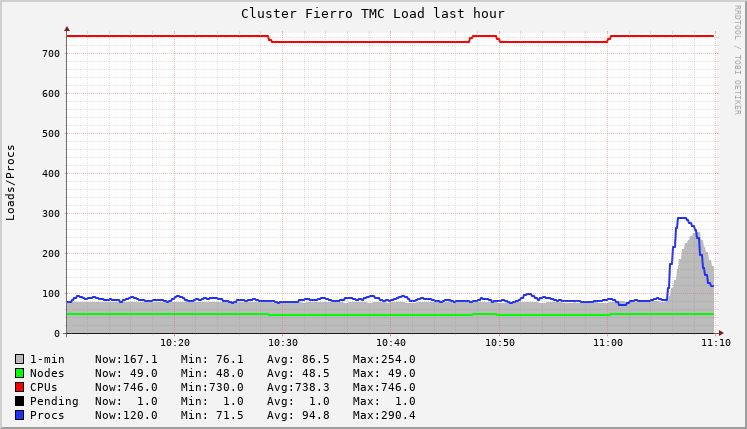 Cluster Fierro TMC Load last hour
RRDTOOL / TOBI OETIKER
Loads/Procs
700
600
500
400
300
200
100
0
10:20 10:30 10:40 10:50 11:00 11:10
1-min Now:167.1 Min: 76.1 Avg: 86.5 Max:254.0
Nodes Now: 49.0 Min: 48.0 Avg: 48.5 Max: 49.0
CPUs Now:746.0 Min:730.0 Avg:738.3 Max:746.0
Pending Now: 1.0 Min: 1.0 Avg: 1.0 Max: 1.0
Procs Now:120.0 Min: 71.5 Avg: 94.8 Max:290.4